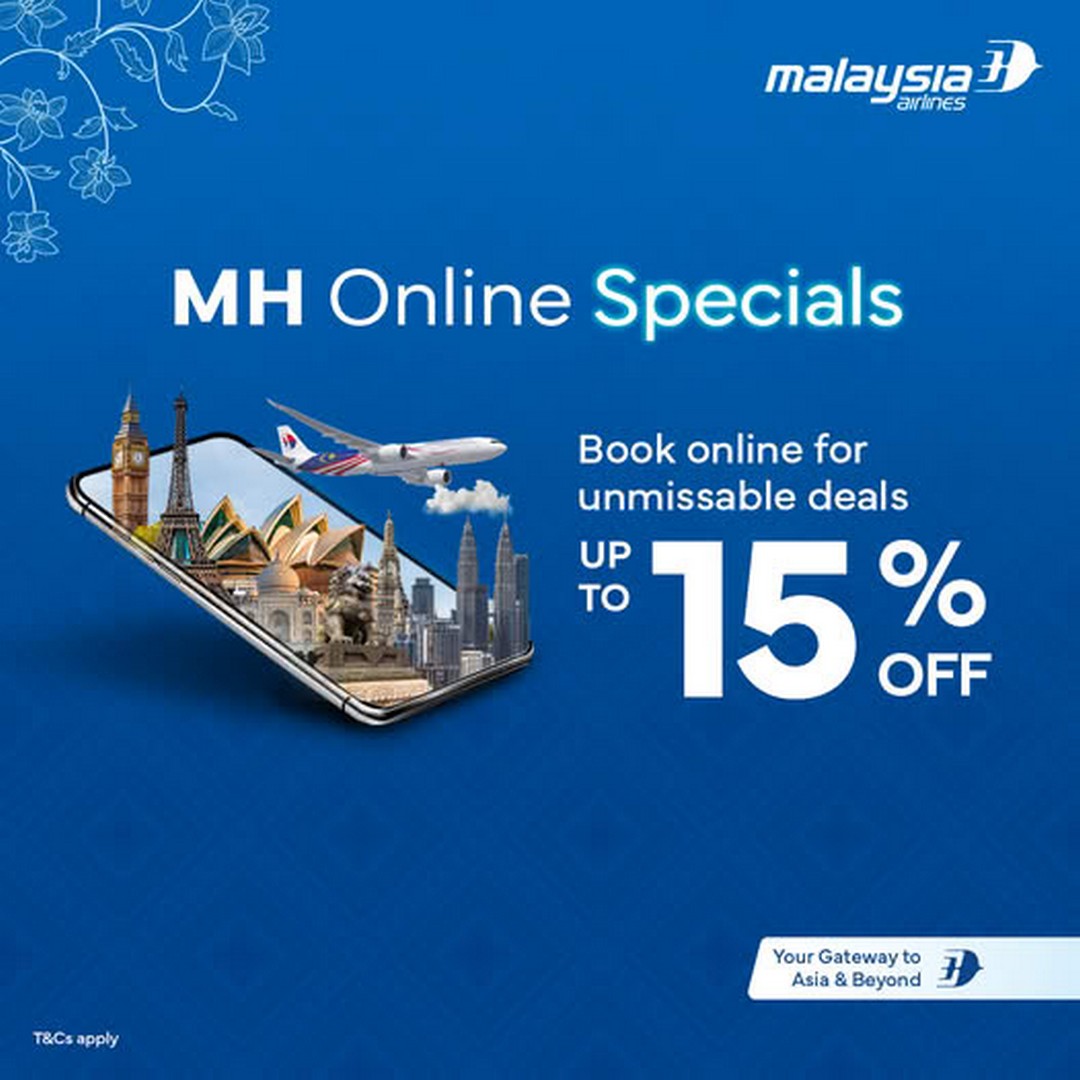 malaysia
airlines
MH Online Specials
Book online for
unmissable deals
UP
TO
15%
OFF
Your Gateway to
Asia & Beyond
T&Cs apply